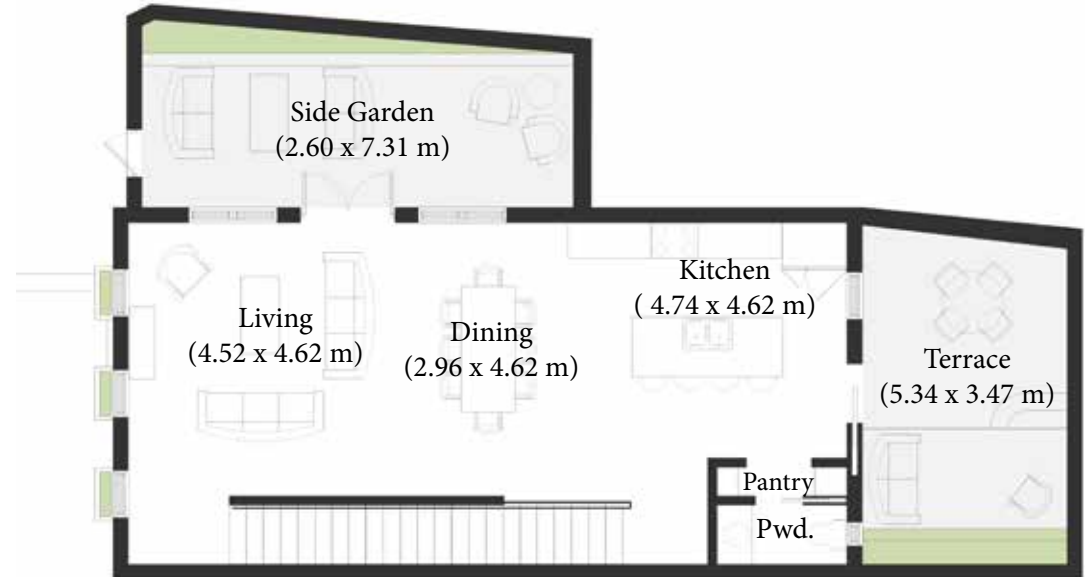 Side Garden
(2.60 x 7.31 m)
Kitchen
( 4.74 x 4.62 m)
Living
(4.52 x 4.62 m)
Dining
(2.96 x 4.62 m)
Terrace
(5.34 x 3.47 m)
Pantry
Pwd.